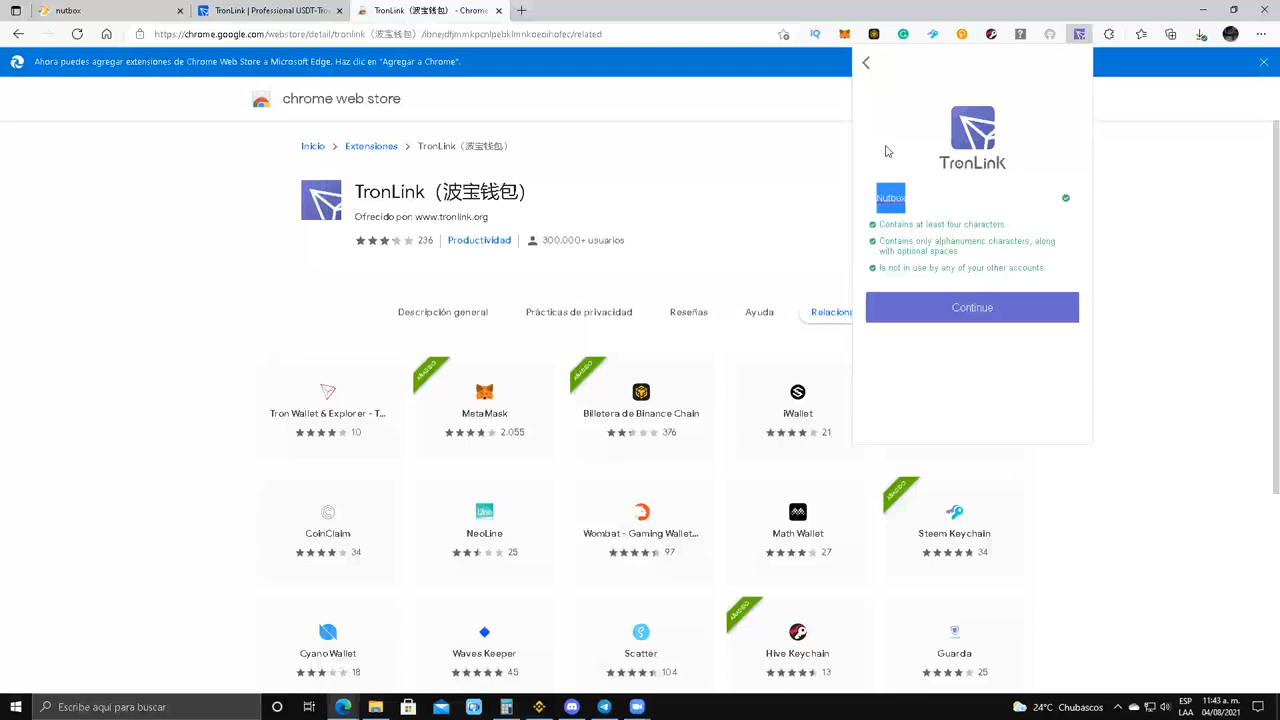 nutbox
TronLink | Professional USDT-Tro
TronLink（波宝钱包） - Chrome
https://chrome.google.com/webstore/detail/tronlink（波宝钱包）/ibnejdfjmmkpcnlpebklmnkoeoihofec/related
Ahora puedes agregar extensiones de Chrome Web Store a Microsoft Edge. Haz clic en "Agregar a Chrome".
chrome web store
Inicio
Extensiones
TronLink（波宝钱包）
TronLink（波宝钱包）
Ofrecido por: www.tronlink.org
236
Productividad
300.000+ usuarios
Descripción general
Prácticas de privacidad
Reseñas
Ayuda
Relaciona
TronLink
Nutbox
Contains at least four characters
Contains only alphanumeric characters, along
with optional spaces
Is not in use by any of your other accounts
Continue
Tron Wallet & Explorer - T...
10
MetaMask
2.055
Billetera de Binance Chain
376
iWallet
21
CoinClaim
34
NeoLine
25
Wombat - Gaming Wallet...
97
Math Wallet
27
Steem Keychain
34
Cyano Wallet
18
Waves Keeper
45
Scatter
104
Hive Keychain
13
Guarda
25
Escribe aquí para buscar
24°C Chubascos
ESP
LAA
11:43 a. m.
04/08/2021